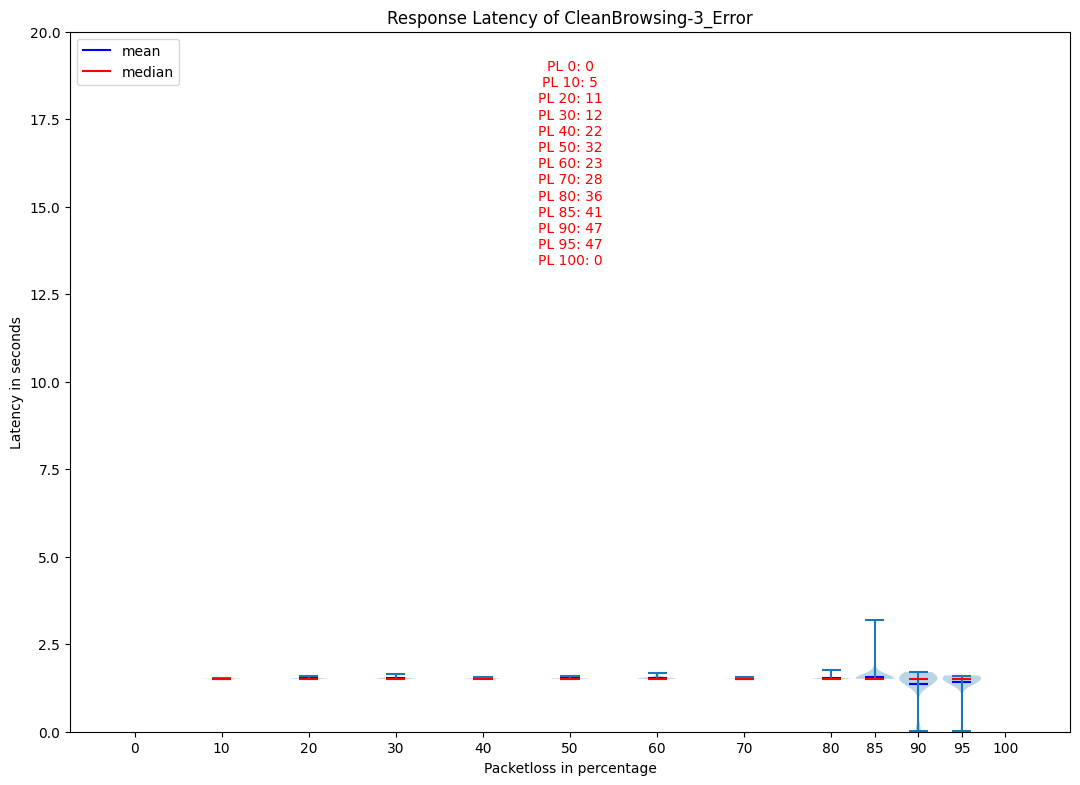 Response Latency of CleanBrowsing-3_Error
mean
median
PL 0: 0
PL 10: 5
PL 20: 11
PL 30: 12
PL 40: 22
PL 50: 32
PL 60: 23
PL 70: 28
PL 80: 36
PL 85: 41
PL 90: 47
PL 95: 47
PL 100: 0
Latency in seconds
20.0
17.5
15.0
12.5
10.0
7.5
5.0
2.5
0.0
0 10 20 30 40 50 60 70 80 85 90 95 100
Packetloss in percentage